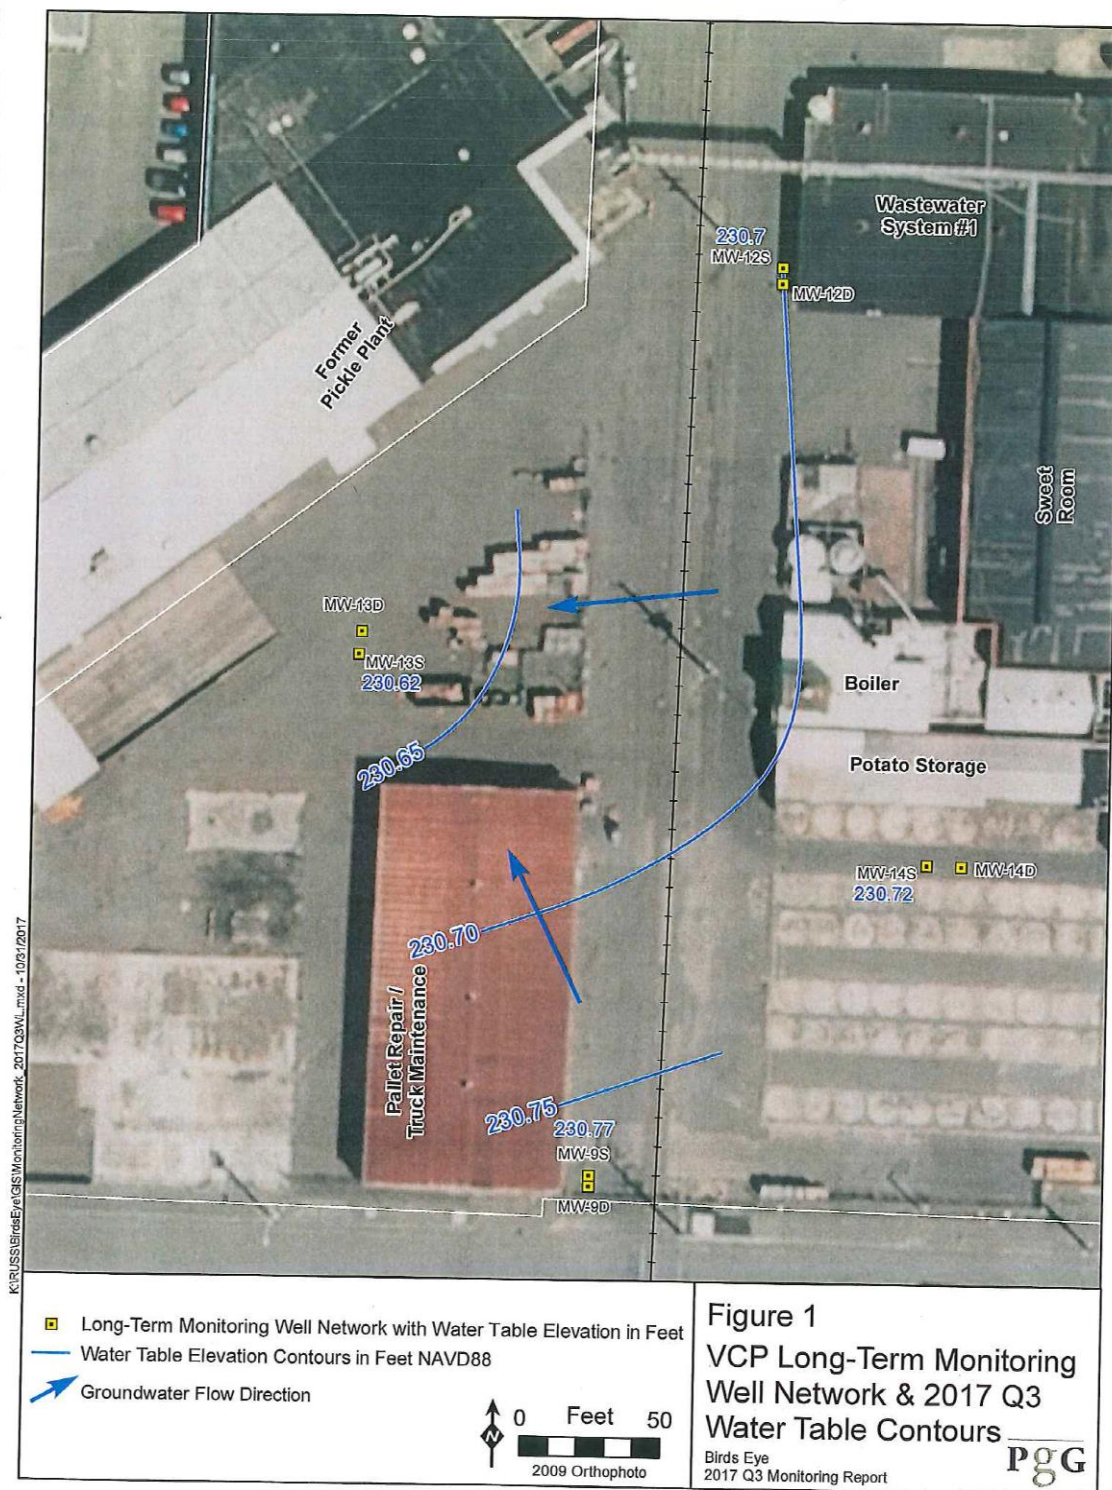 Wastewater
System #1
230.7
MW-12S
MW-12D
Former
Pickle Plant
Sweet
Room
MW-13D
MW-13S
230.62
Boiler
230.65
Potato Storage
MW-14S
MW-14D
230.72
230.70
Pallet Repair /
Truck Maintenance
230.75
230.77
MW-9S
MW-9D
K:\RUSS\BirdsEye\GIS\MonitoringNetwork_2017Q3WL.mxd - 10/31/2017
Long-Term Monitoring Well Network with Water Table Elevation in Feet
Water Table Elevation Contours in Feet NAVD88
Groundwater Flow Direction
N
0 Feet 50
2009 Orthophoto
Figure 1
VCP Long-Term Monitoring
Well Network & 2017 Q3
Water Table Contours
Birds Eye
2017 Q3 Monitoring Report
PgG